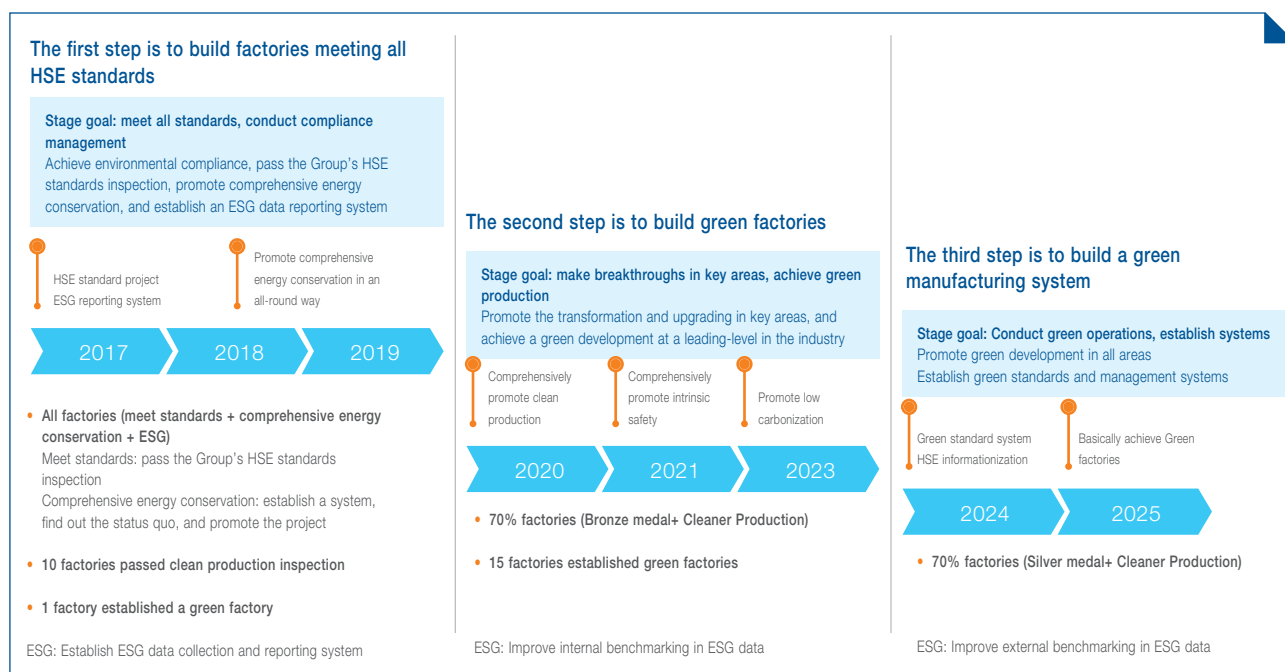 The first step is to build factories meeting all
HSE standards
Stage goal: meet all standards, conduct compliance
management
Achieve environmental compliance, pass the Group's HSE
standards inspection, promote comprehensive energy
conservation, and establish an ESG data reporting system
HSE standard project
ESG reporting system
Promote comprehensive
energy conservation in an
all-round way
2017
2018
2019
• All factories (meet standards + comprehensive energy
conservation + ESG)
Meet standards: pass the Group's HSE standards
inspection
Comprehensive energy conservation: establish a system,
find out the status quo, and promote the project
• 10 factories passed clean production inspection
• 1 factory established a green factory
ESG: Establish ESG data collection and reporting system
The second step is to build green factories
Stage goal: make breakthroughs in key areas, achieve green
production
Promote the transformation and upgrading in key areas, and
achieve a green development at a leading-level in the industry
Comprehensively
promote clean
production
Comprehensively
promote intrinsic
safety
Promote low
carbonization
2020
2021
2023
• 70% factories (Bronze medal+ Cleaner Production)
• 15 factories established green factories
ESG: Improve internal benchmarking in ESG data
The third step is to build a green
manufacturing system
Stage goal: Conduct green operations, establish systems
Promote green development in all areas
Establish green standards and management systems
Green standard system
HSE informationization
Basically achieve Green
factories
2024
2025
• 70% factories (Silver medal+ Cleaner Production)
ESG: Improve external benchmarking in ESG data